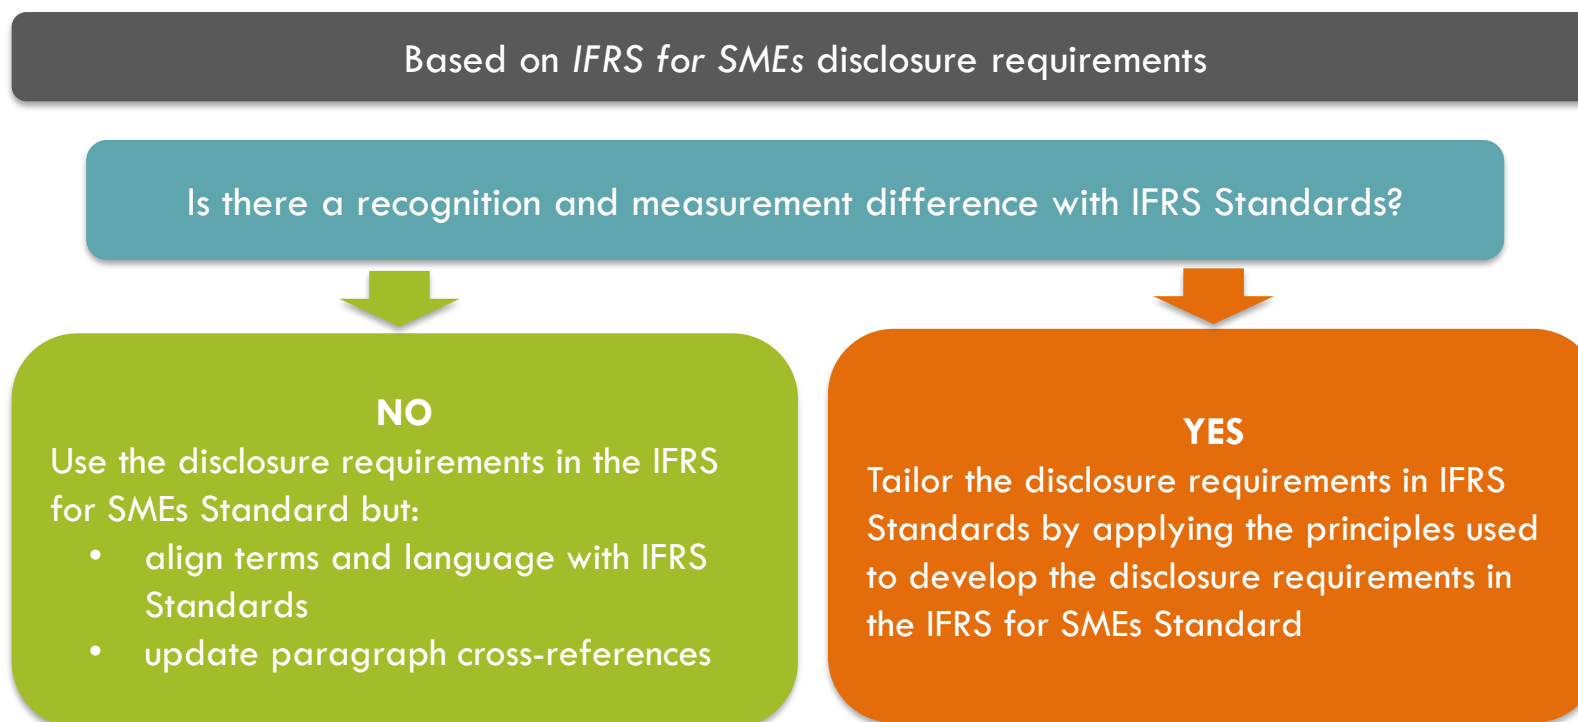 Based on IFRS for SMEs disclosure requirements
Is there a recognition and measurement difference with IFRS Standards?
NO
Use the disclosure requirements in the IFRS
for SMEs Standard but:
• align terms and language with IFRS
Standards
• update paragraph cross-references
YES
Tailor the disclosure requirements in IFRS
Standards by applying the principles used
to develop the disclosure requirements in
the IFRS for SMEs Standard